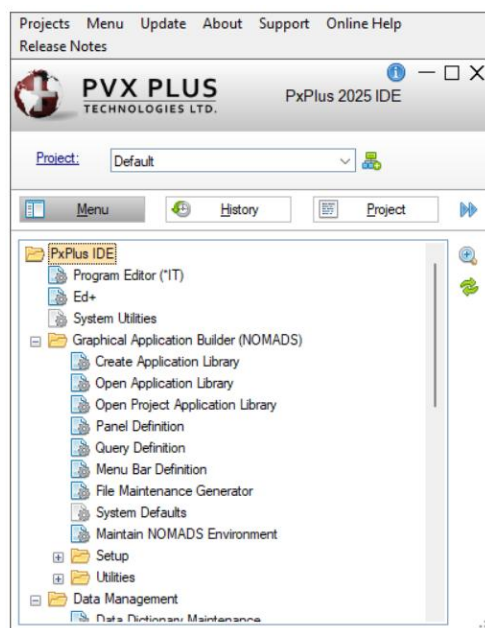 Projects Menu Update About Support Online Help
Release Notes
PVX PLUS
TECHNOLOGIES LTD.
PxPlus 2025 IDE
Project: Default
Menu History Project
PxPlus IDE
Program Editor (*IT)
Ed+
System Utilities
Graphical Application Builder (NOMADS)
Create Application Library
Open Application Library
Open Project Application Library
Panel Definition
Query Definition
Menu Bar Definition
File Maintenance Generator
System Defaults
Maintain NOMADS Environment
Setup
Utilities
Data Management
Data Dictionary Maintenance